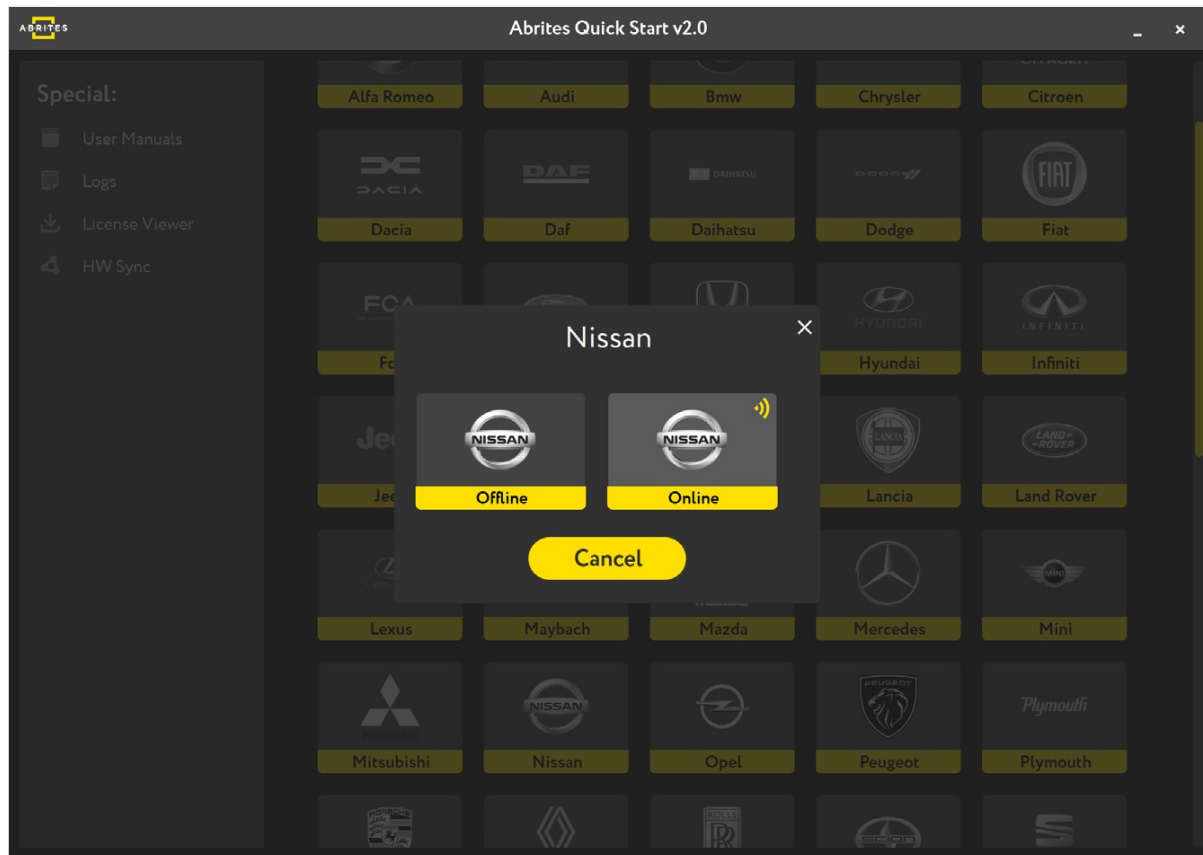 ABRITES
Abrites Quick Start v2.0
Special:
User Manuals
Logs
License Viewer
HW Sync
Alfa Romeo
Audi
Bmw
Chrysler
Citroen
DACIA
DAF
DAIHATSU
DODGE
FIAT
Dacia
Daf
Daihatsu
Dodge
Fiat
FCA
HYUNDAI
INFINITI
Hyundai
Infiniti
Nissan
NISSAN
NISSAN
Offline
Online
Cancel
LANCIA
LAND-
-ROVER
Lancia
Land Rover
MINI
Lexus
Maybach
Mazda
Mercedes
Mini
NISSAN
PEUGEOT
Plymouth
Mitsubishi
Nissan
Opel
Peugeot
Plymouth
ROLLS
SCION